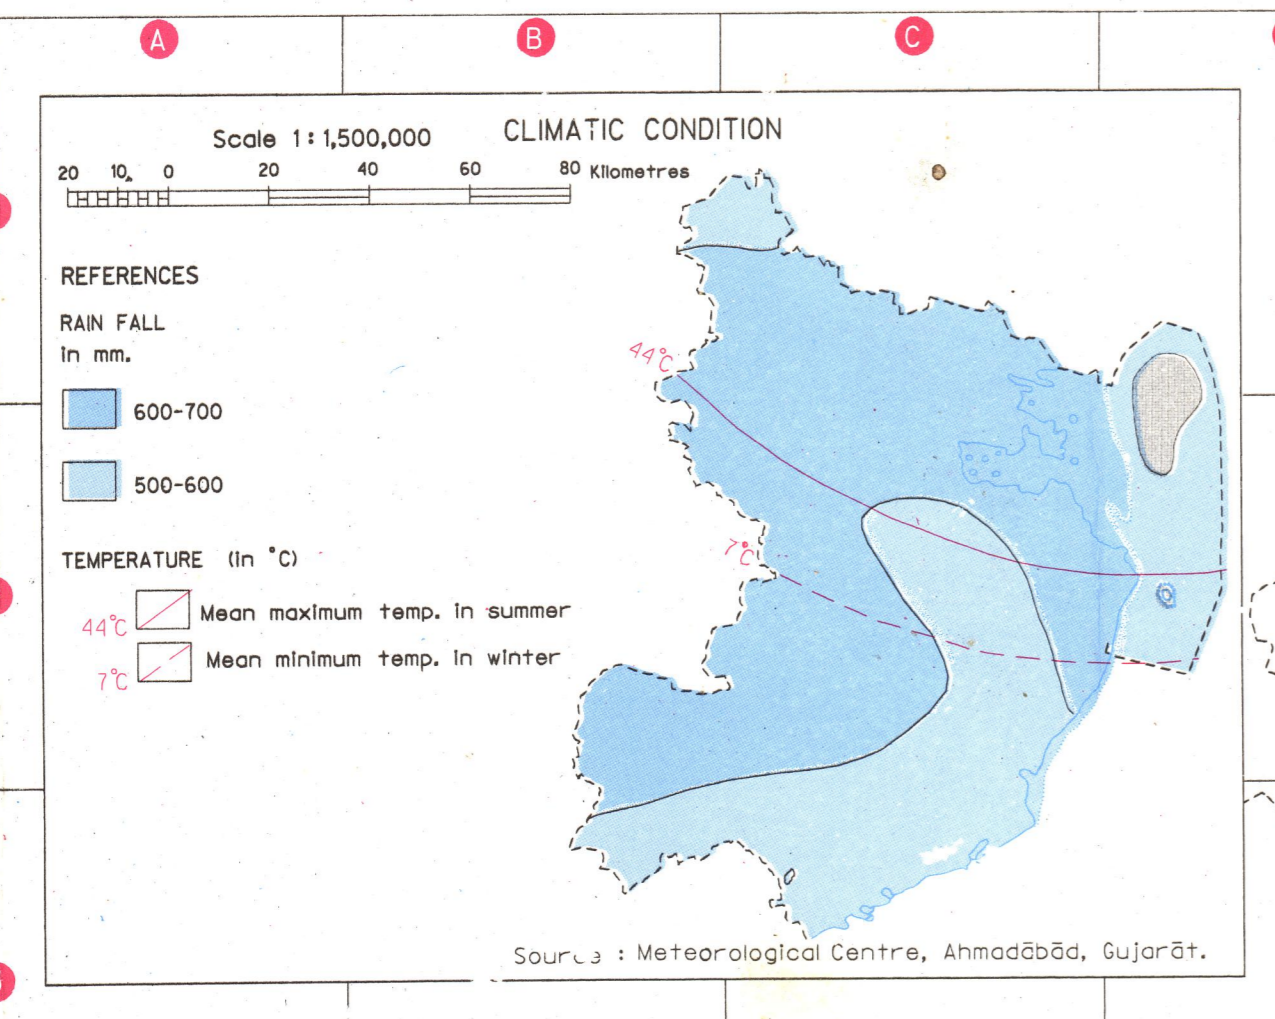 A B C
CLIMATIC CONDITION
Scale 1:1,500,000
20 10 0 20 40 60 80 Kilometres
REFERENCES
RAIN FALL
in mm.
600-700
500-600
TEMPERATURE (in °C)
44°C Mean maximum temp. in summer
7°C Mean minimum temp. in winter
44°C
7°C
: Meteorological Centre, Ahmadābād, Gujarāt.